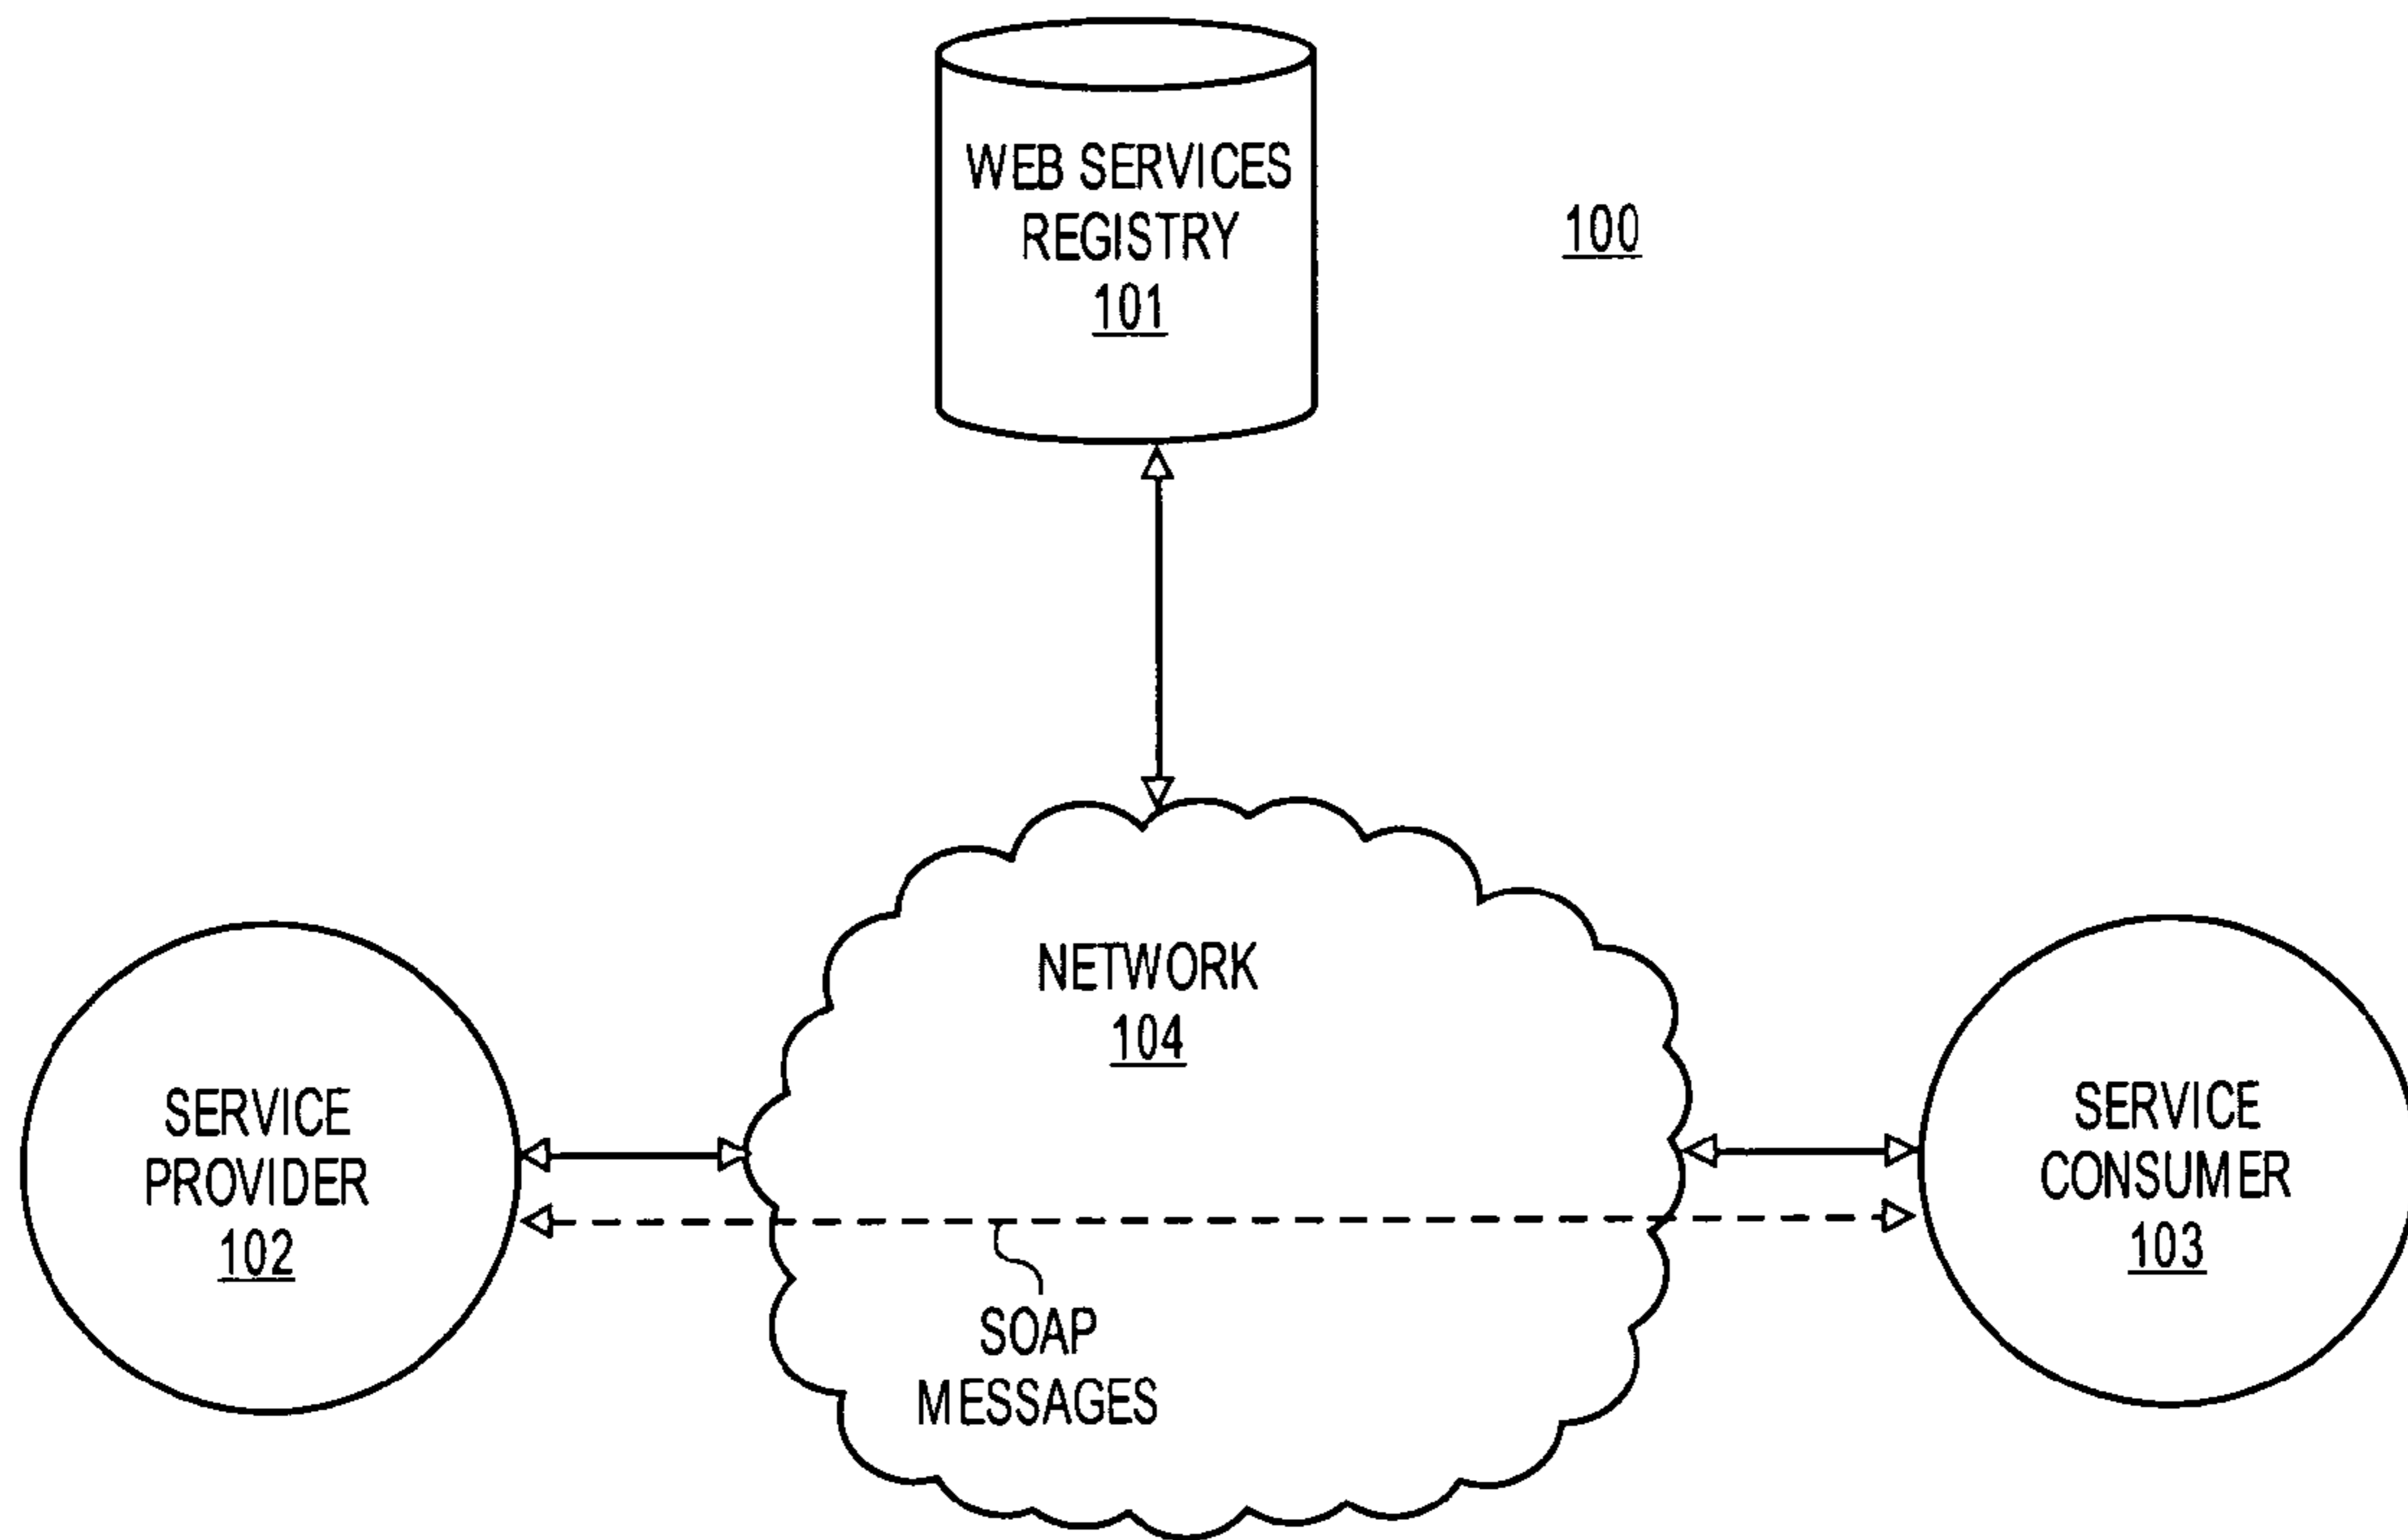 WEB SERVICES
REGISTRY
101
100
NETWORK
104
SERVICE
PROVIDER
102
SERVICE
CONSUMER
103
SOAP
MESSAGES